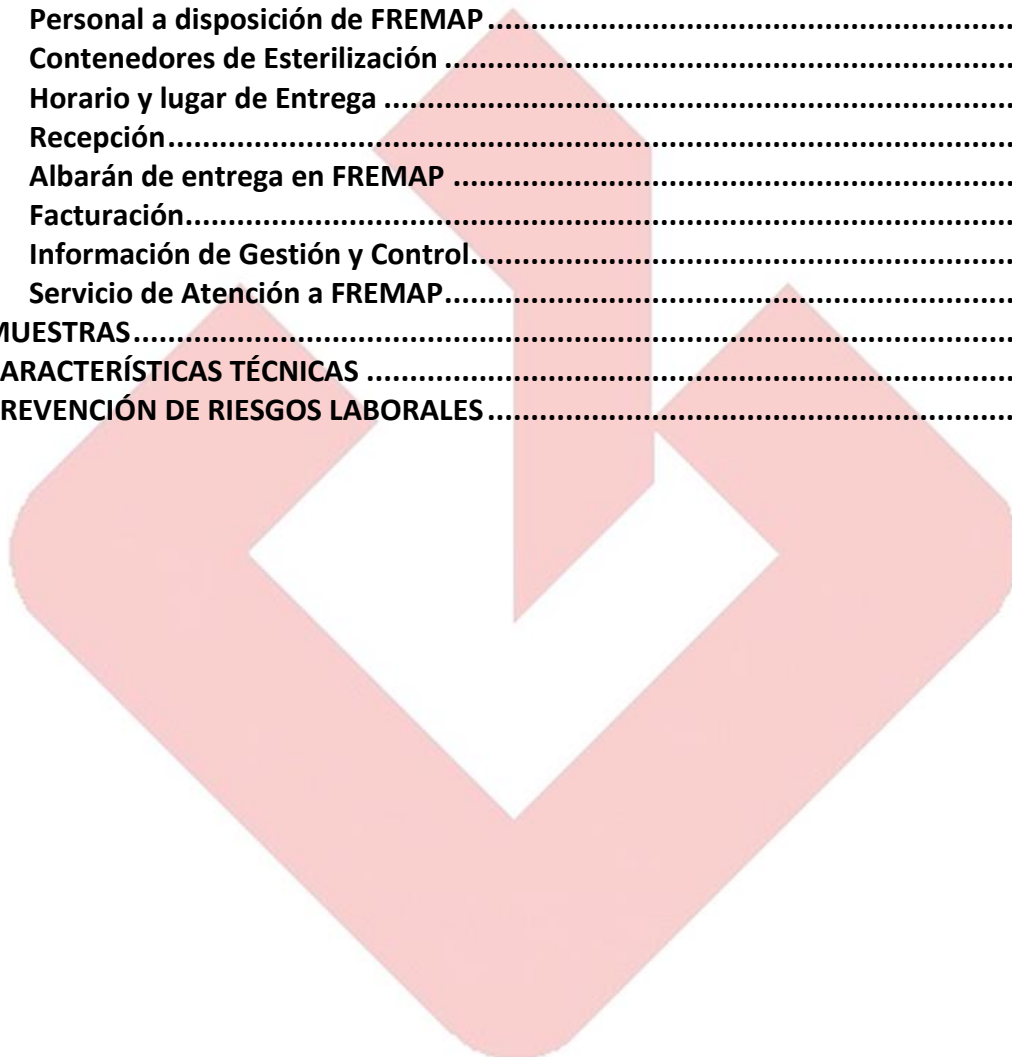 Personal a disposición de FREMAP................................................................
Contenedores de Esterilización ................................................................
Horario y lugar de Entrega ................................................................
Recepción................................................................
Albarán de entrega en FREMAP ................................................................
Facturación................................................................
Información de Gestión y Control................................................................
Servicio de Atención a FREMAP................................................................
MUESTRAS................................................................
ARACTERÍSTICAS TÉCNICAS ................................................................
REVENCIÓN DE RIESGOS LABORALES................................................................